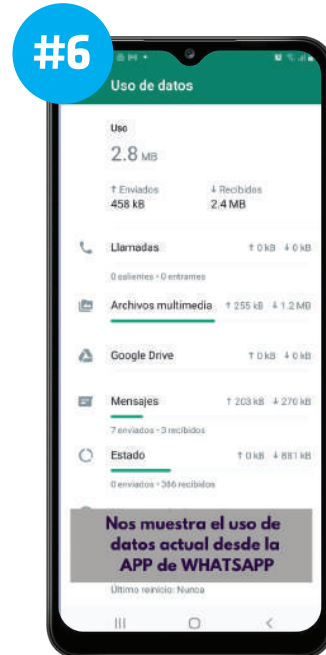 #6
Uso de datos
Uso
2.8 MB
↑ Enviados ↓ Recibidos
458 kB 2.4 MB
Llamadas ↑ 0 kB ↓ 0 kB
0 salientes • 0 entrantes
Archivos multimedia ↑ 255 kB ↓ 1.2 MB
Google Drive ↑ 0 kB ↓ 0 kB
Mensajes ↑ 203 kB ↓ 270 kB
7 enviados • 3 recibidos
Estado ↑ 0 kB ↓ 881 kB
0 enviados • 386 recibidos
Nos muestra el uso de
datos actual desde la
APP de WHATSAPP
Último reinicio: Nunca